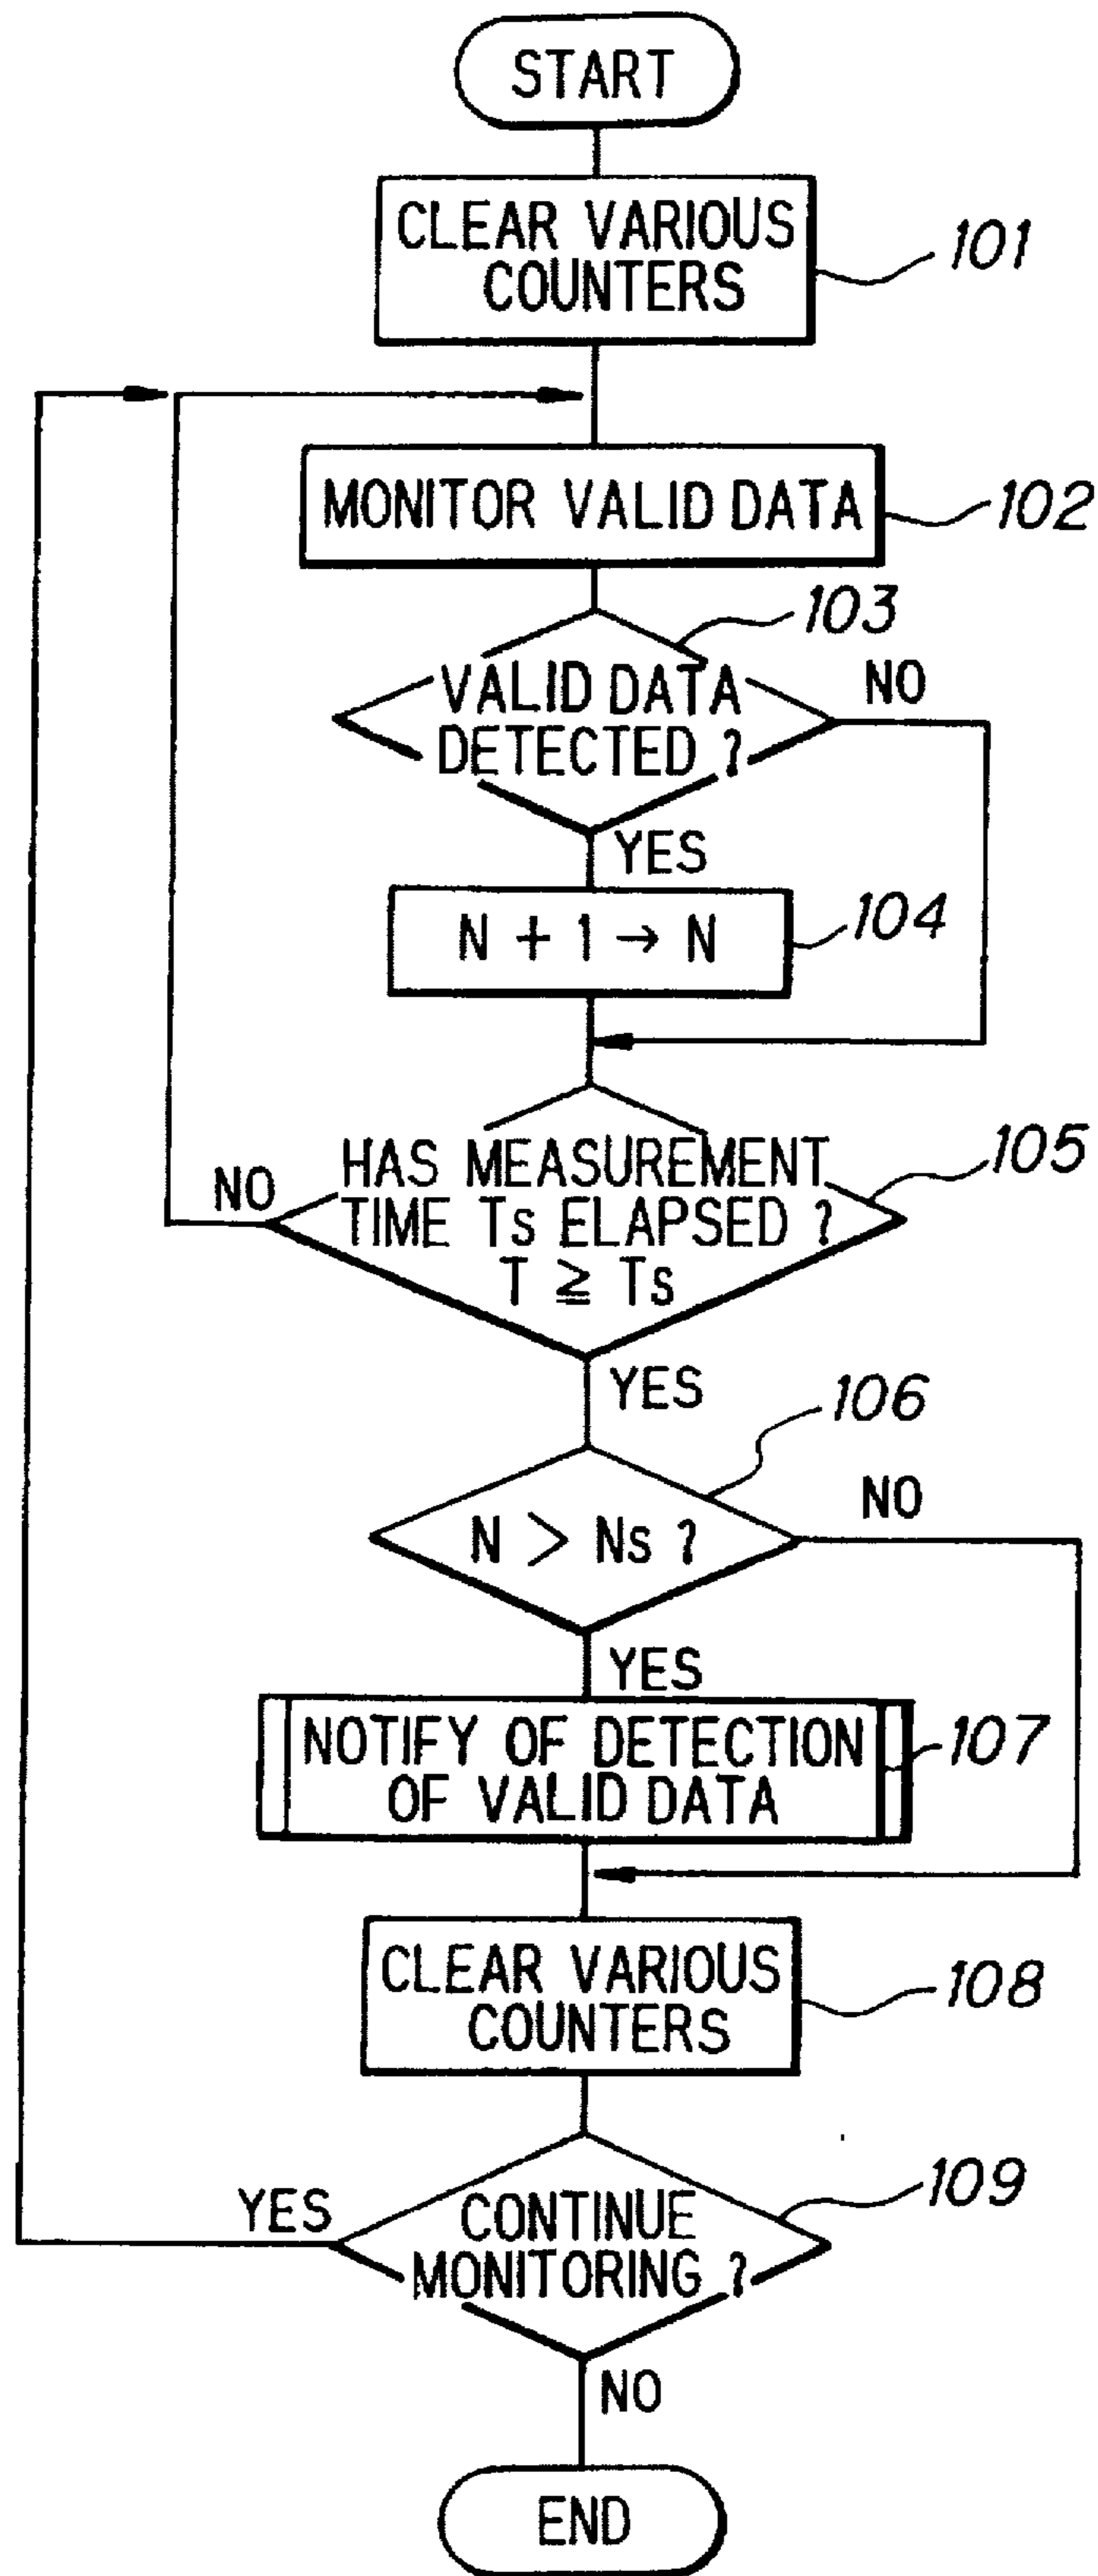 START
CLEAR VARIOUS
COUNTERS
101
MONITOR VALID DATA
102
103
VALID DATA
DETECTED ?
NO
YES
N + 1 → N
104
HAS MEASUREMENT
TIME Ts ELAPSED ?
T ≧ Ts
105
NO
YES
106
N > Ns ?
NO
YES
NOTIFY OF DETECTION
OF VALID DATA
107
CLEAR VARIOUS
COUNTERS
108
109
YES
CONTINUE
MONITORING ?
NO
END